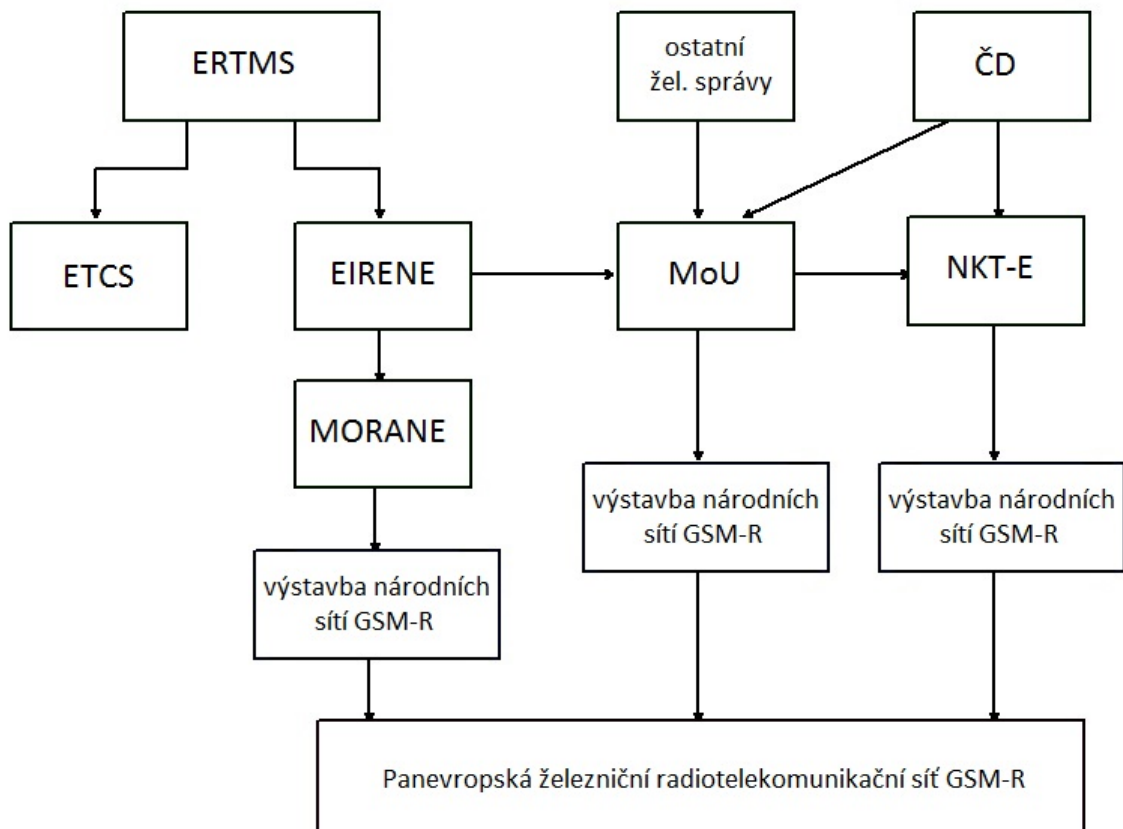 ERTMS
ostatní
žel. správy
ČD
ETCS
EIRENE
MoU
NKT-E
MORANE
výstavba národních
sítí GSM-R
výstavba národních
sítí GSM-R
výstavba národních
sítí GSM-R
Panevropská železniční radiotelekomunikační síť GSM-R